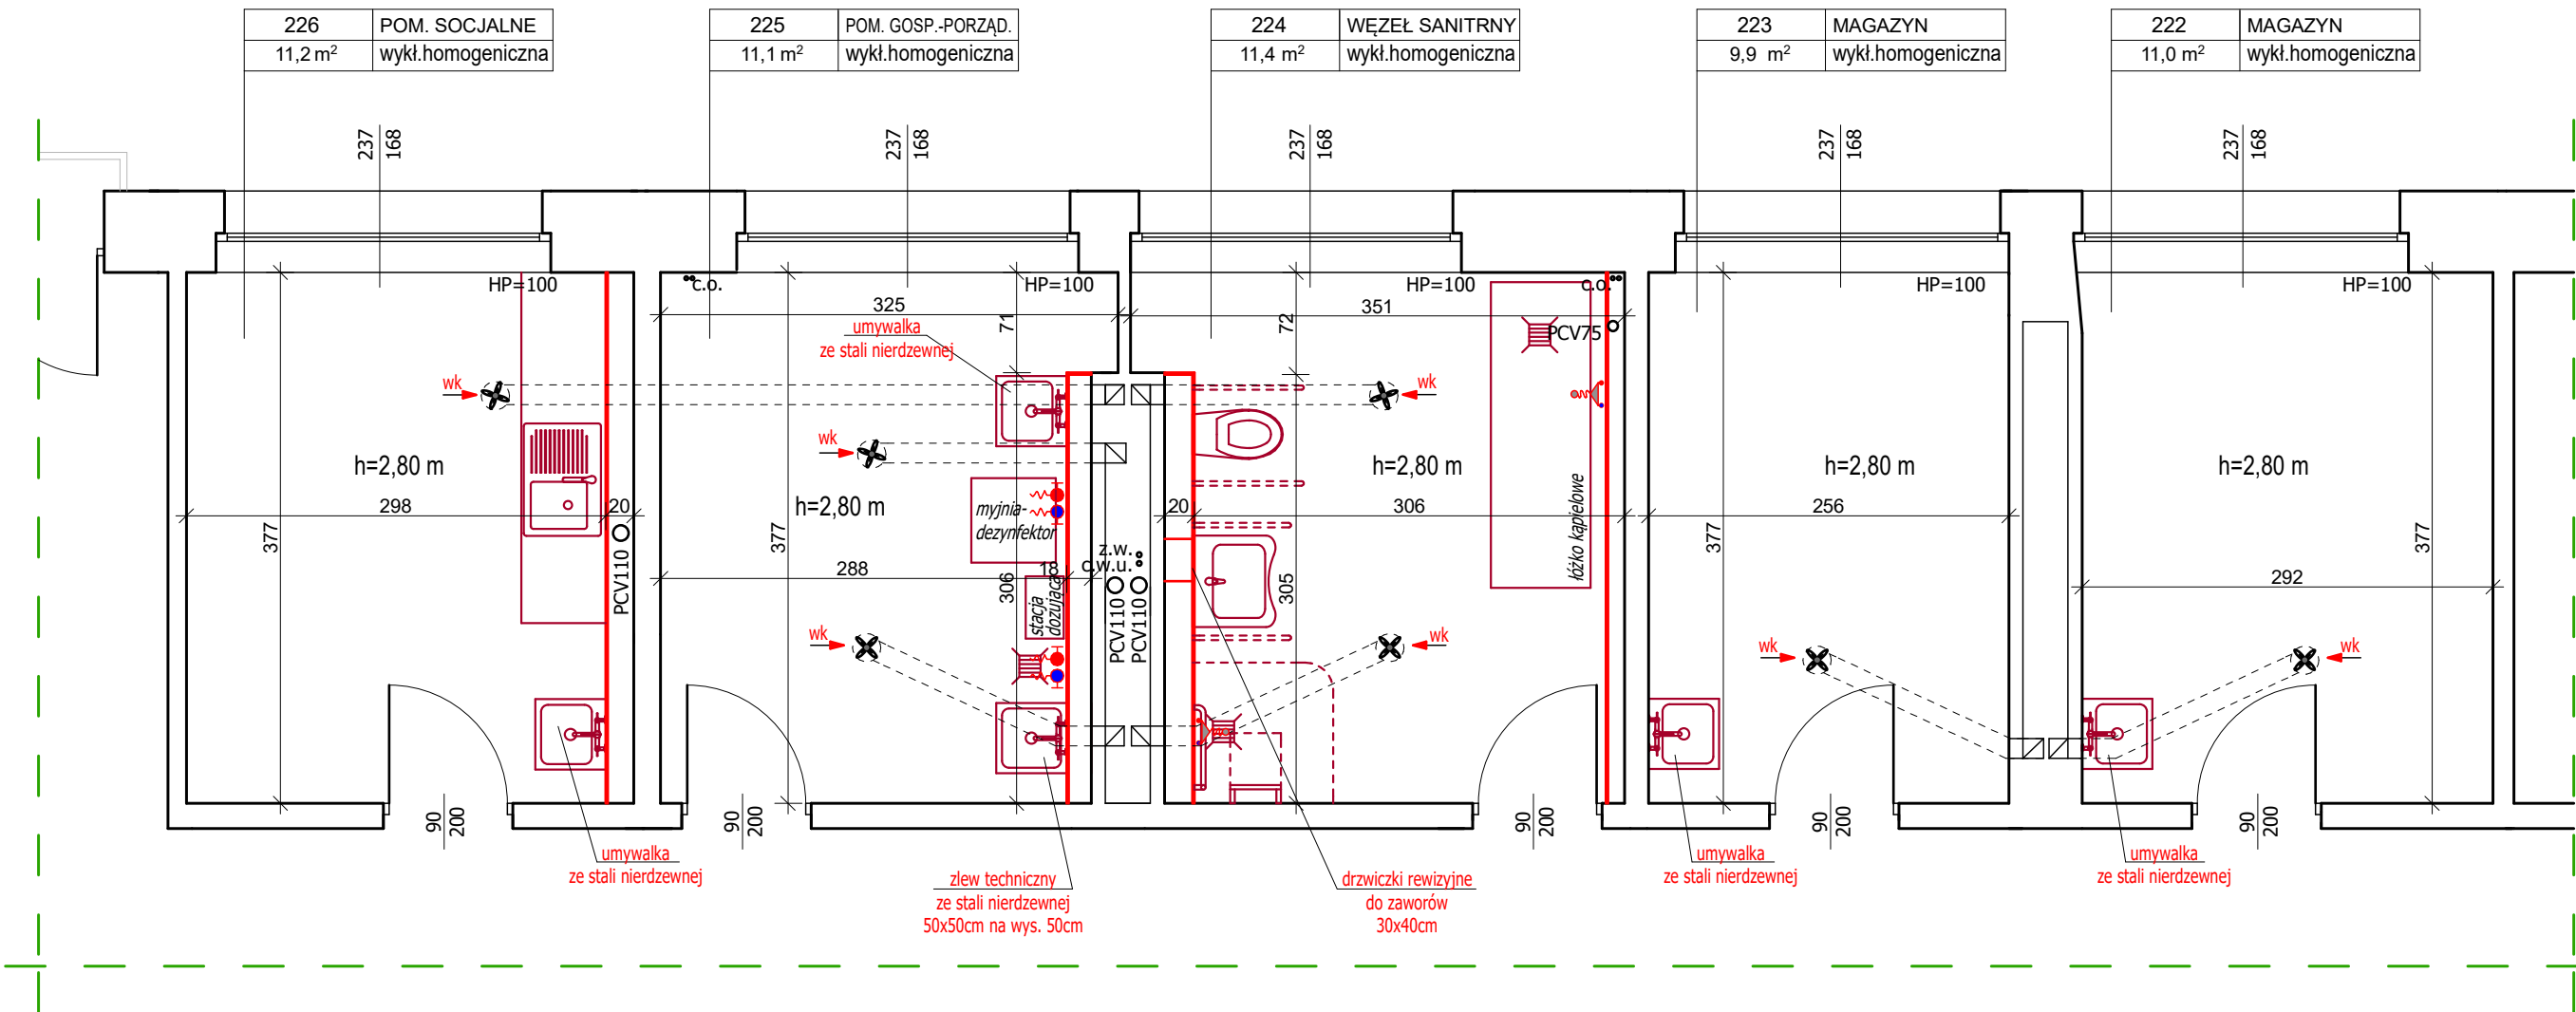 226 POM. SOCJALNE
11,2 m² wykł.homogeniczna
225 POM. GOSP.-PORZĄD.
11,1 m² wykł.homogeniczna
224 WĘZEŁ SANITRNY
11,4 m² wykł.homogeniczna
223 MAGAZYN
9,9 m² wykł.homogeniczna
222 MAGAZYN
11,0 m² wykł.homogeniczna
237
168
237
168
237
168
237
168
237
168
HP=100
c.o.
HP=100
HP=100
c.o.
HP=100
HP=100
325
71
72
351
umywalka
ze stali nierdzewnej
PCV75
wk
wk
wk
h=2,80 m
h=2,80 m
h=2,80 m
h=2,80 m
h=2,80 m
298
20
377
PCV110
377
myjnia-
dezynfektor
z.w.
c.w.u.
20
306
łóżko kąpielowe
377
256
377
288
18
306
305
292
stacja
dozująca
PCV110
PCV110
wk
wk
wk
wk
90
200
90
200
90
200
90
200
90
200
umywalka
ze stali nierdzewnej
zlew techniczny
ze stali nierdzewnej
50x50cm na wys. 50cm
drzwiczki rewizyjne
do zaworów
30x40cm
umywalka
ze stali nierdzewnej
umywalka
ze stali nierdzewnej